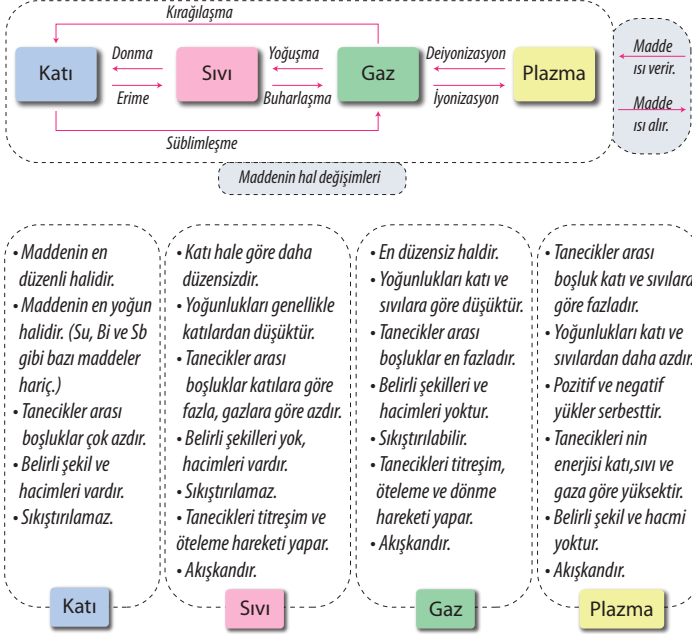 Kırağılaşma
Donma
Yoğuşma
Deiyonizasyon
Madde
ısı verir.
Katı
Sıvı
Gaz
Plazma
Erime
Buharlaşma
İyonizasyon
Madde
ısı alır.
Süblimleşme
Maddenin hal değişimleri
• Maddenin en
düzenli halidir.
• Maddenin en yoğun
halidir. (Su, Bi ve Sb
gibi bazı maddeler
hariç.)
• Tanecikler arası
boşluklar çok azdır.
• Belirli şekil ve
hacimleri vardır.
• Sıkıştırılamaz.
Katı
• Katı hale göre daha
düzensizdir.
• Yoğunlukları genellikle
katılardan düşüktür.
• Tanecikler arası
boşluklar katılara göre
fazla, gazlara göre azdır.
• Belirli şekilleri yok,
hacimleri vardır.
• Sıkıştırılamaz.
• Tanecikleri titreşim ve
öteleme hareketi yapar.
• Akışkandır.
Sıvı
• En düzensiz haldir.
• Yoğunlukları katı ve
sıvılara göre düşüktür.
• Tanecikler arası
boşluklar en fazladır.
• Belirli şekilleri ve
hacimleri yoktur.
• Sıkıştırılabilir.
• Tanecikleri titreşim,
öteleme ve dönme
hareketi yapar.
• Akışkandır.
Gaz
• Tanecikler arası
boşluk katı ve sıvılara
göre fazladır.
• Yoğunlukları katı ve
sıvılardan daha azdır.
• Pozitif ve negatif
yükler serbesttir.
• Tanecikleri nin
enerjisi katı,sıvı ve
gaza göre yüksektir.
• Belirli şekil ve hacmi
yoktur.
• Akışkandır.
Plazma